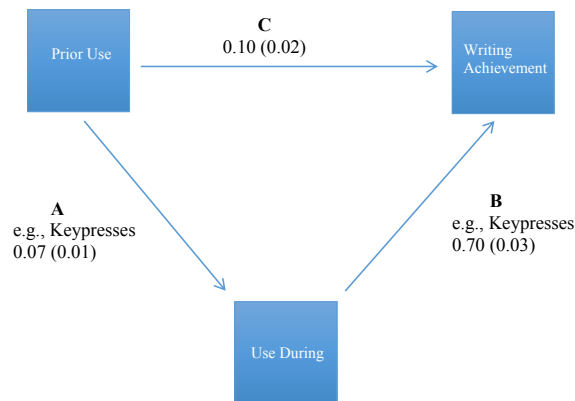 C
0.10 (0.02)
Prior Use
Writing
Achievement
A
e.g., Keypresses
0.07 (0.01)
B
e.g., Keypresses
0.70 (0.03)
Use During